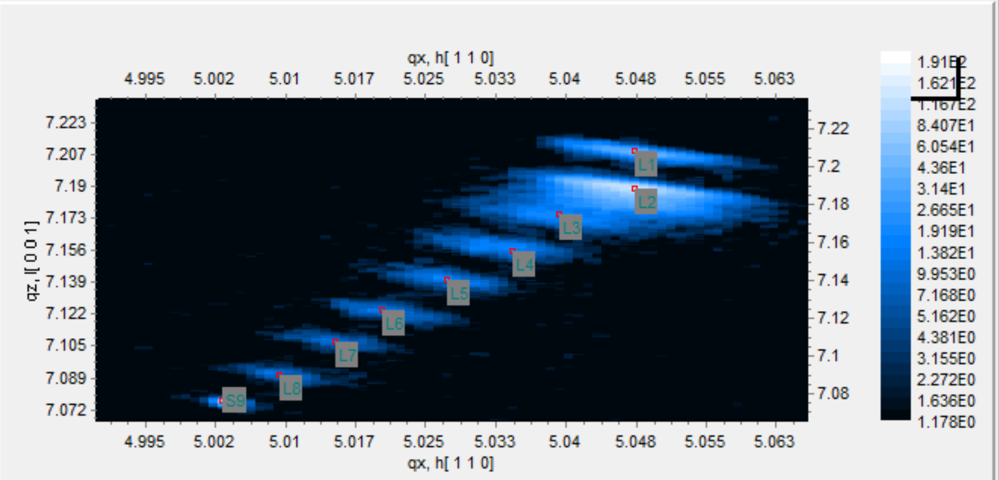 qx, h[ 1 1 0]
4.995 5.002 5.01 5.017 5.025 5.033 5.04 5.048 5.055 5.063
qz, l[ 0 0 1]
7.223
7.207
7.19
7.173
7.156
7.139
7.122
7.105
7.089
7.072
L1
L2
L3
L4
L5
L6
L7
L8
S9
7.22
7.2
7.18
7.16
7.14
7.12
7.1
7.08
4.995 5.002 5.01 5.017 5.025 5.033 5.04 5.048 5.055 5.063
qx, h[ 1 1 0]
1.91E2
1.621E2
1.167E2
8.407E1
6.054E1
4.36E1
3.14E1
2.665E1
1.919E1
1.382E1
9.953E0
7.168E0
5.162E0
4.381E0
3.155E0
2.272E0
1.636E0
1.178E0